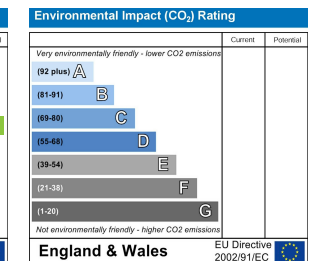 Environmental Impact (CO₂) Rating
Current Potential
Very environmentally friendly - lower CO2 emissions
(92 plus) A
(81-91) B
(69-80) C
(55-68) D
(39-54) E
(21-38) F
(1-20) G
Not environmentally friendly - higher CO2 emissions
England & Wales
EU Directive
2002/91/EC